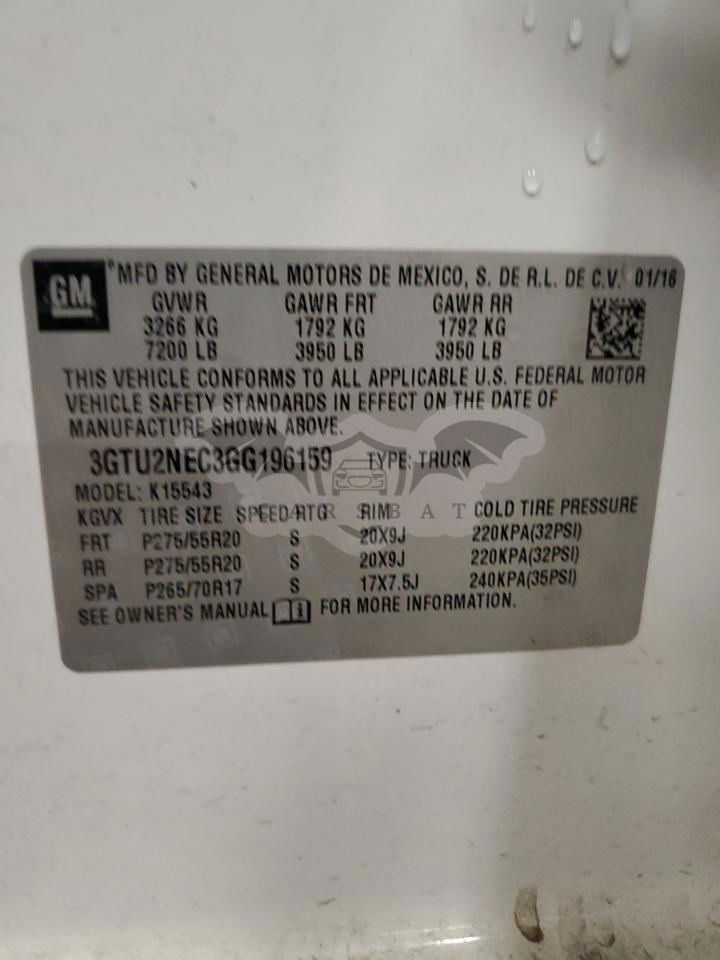 GM
MFD BY GENERAL MOTORS DE MEXICO, S. DE R.L. DE C.V. 01/16
GVWR GAWR FRT GAWR RR
3266 KG 1792 KG 1792 KG
7200 LB 3950 LB 3950 LB
THIS VEHICLE CONFORMS TO ALL APPLICABLE U.S. FEDERAL MOTOR
VEHICLE SAFETY STANDARDS IN EFFECT ON THE DATE OF
MANUFACTURE SHOWN ABOVE.
3GTU2NEC3GG196159 TYPE: TRUCK
MODEL: K15543
KGVX TIRE SIZE SPEED RTG RIM COLD TIRE PRESSURE
FRT P275/55R20 S 20X9J 220KPA(32PSI)
RR P275/55R20 S 20X9J 220KPA(32PSI)
SPA P265/70R17 S 17X7.5J 240KPA(35PSI)
SEE OWNER'S MANUAL FOR MORE INFORMATION.